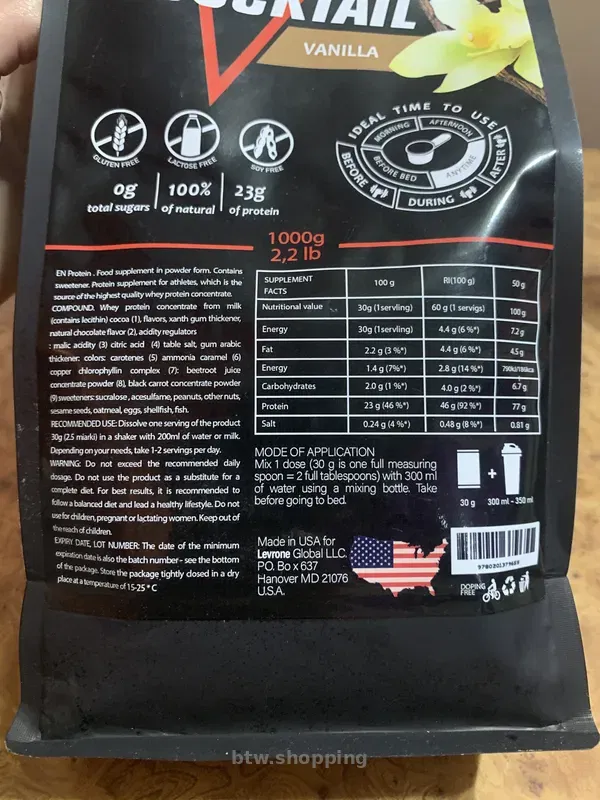 COCKTAIL
VANILLA
GLUTEN FREE
LACTOSE FREE
SOY FREE
IDEAL TIME TO USE
MORNING
AFTERNOON
BEFORE BED
ANYTIME
BEFORE
DURING
AFTER
0g total sugars
100% of natural
23g of protein
1000g
2,2 lb
EN Protein . Food supplement in powder form. Contains
sweetener. Protein supplement for athletes, which is the
source of the highest quality whey protein concentrate.
COMPOUND. Whey protein concentrate from milk
(contains lecithin) cocoa (1), flavors, xanth gum thickener,
natural chocolate flavor (2), acidity regulators
: malic acidity (3) citric acid (4) table salt, gum arabic
thickener: colors: carotenes (5) ammonia caramel (6)
copper chlorophyllin complex (7): beetroot juice
concentrate powder (8), black carrot concentrate powder
(9) sweeteners: sucralose, acesulfame, peanuts, other nuts,
sesame seeds, oatmeal, eggs, shellfish, fish.
RECOMMENDED USE: Dissolve one serving of the product
30g (2.5 miarki) in a shaker with 200ml of water or milk.
Depending on your needs, take 1-2 servings per day.
WARNING: Do not exceed the recommended daily
dosage. Do not use the product as a substitute for a
complete diet. For best results, it is recommended to
follow a balanced diet and lead a healthy lifestyle. Do not
use for children, pregnant or lactating women. Keep out of
the reach of children.
EXPIRY DATE, LOT NUMBER: The date of the minimum
expiration date is also the batch number - see the bottom
of the package. Store the package tightly closed in a dry
place at a temperature of 15-25 ° C
SUPPLEMENT FACTS 100 g RI(100 g) 50 g
Nutritional value 30g (1servling) 60 g (1 servigs) 100g
Energy 30g (1servling) 4.4 g (6 %*) 7.2g
Fat 2.2 g (3 %*) 4.4 g (6 %*) 4.5g
Energy 1.4 g (7%*) 2.8 g (14 %*)
Carbohydrates 2.0 g (1 %*) 4.0 g (2 %*) 6.7 g
Protein 23 g (46 %*) 46 g (92 %*) 77 g
Salt 0.24 g (4 %*) 0.48 g (8 %*) 0.81 g
MODE OF APPLICATION
Mix 1 dose (30 g is one full measuring
spoon = 2 full tablespoons) with 300 ml
of water using a mixing bottle. Take
before going to bed.
+
30 g 300 ml - 350 ml
Made in USA for
Levrone Global LLC.
P.O. Bo x 637
Hanover MD 21076
U.S.A.
9780201379655
DOPING
FREE
btw.shopping